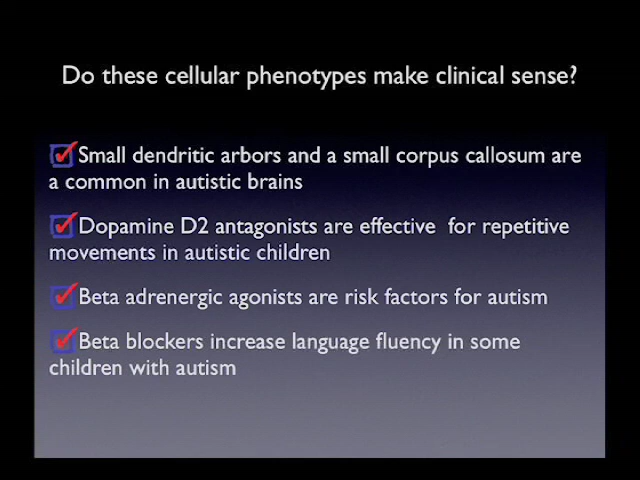 Do these cellular phenotypes make clinical sense?
Small dendritic arbors and a small corpus callosum are
a common in autistic brains
Dopamine D2 antagonists are effective for repetitive
movements in autistic children
Beta adrenergic agonists are risk factors for autism
Beta blockers increase language fluency in some
children with autism